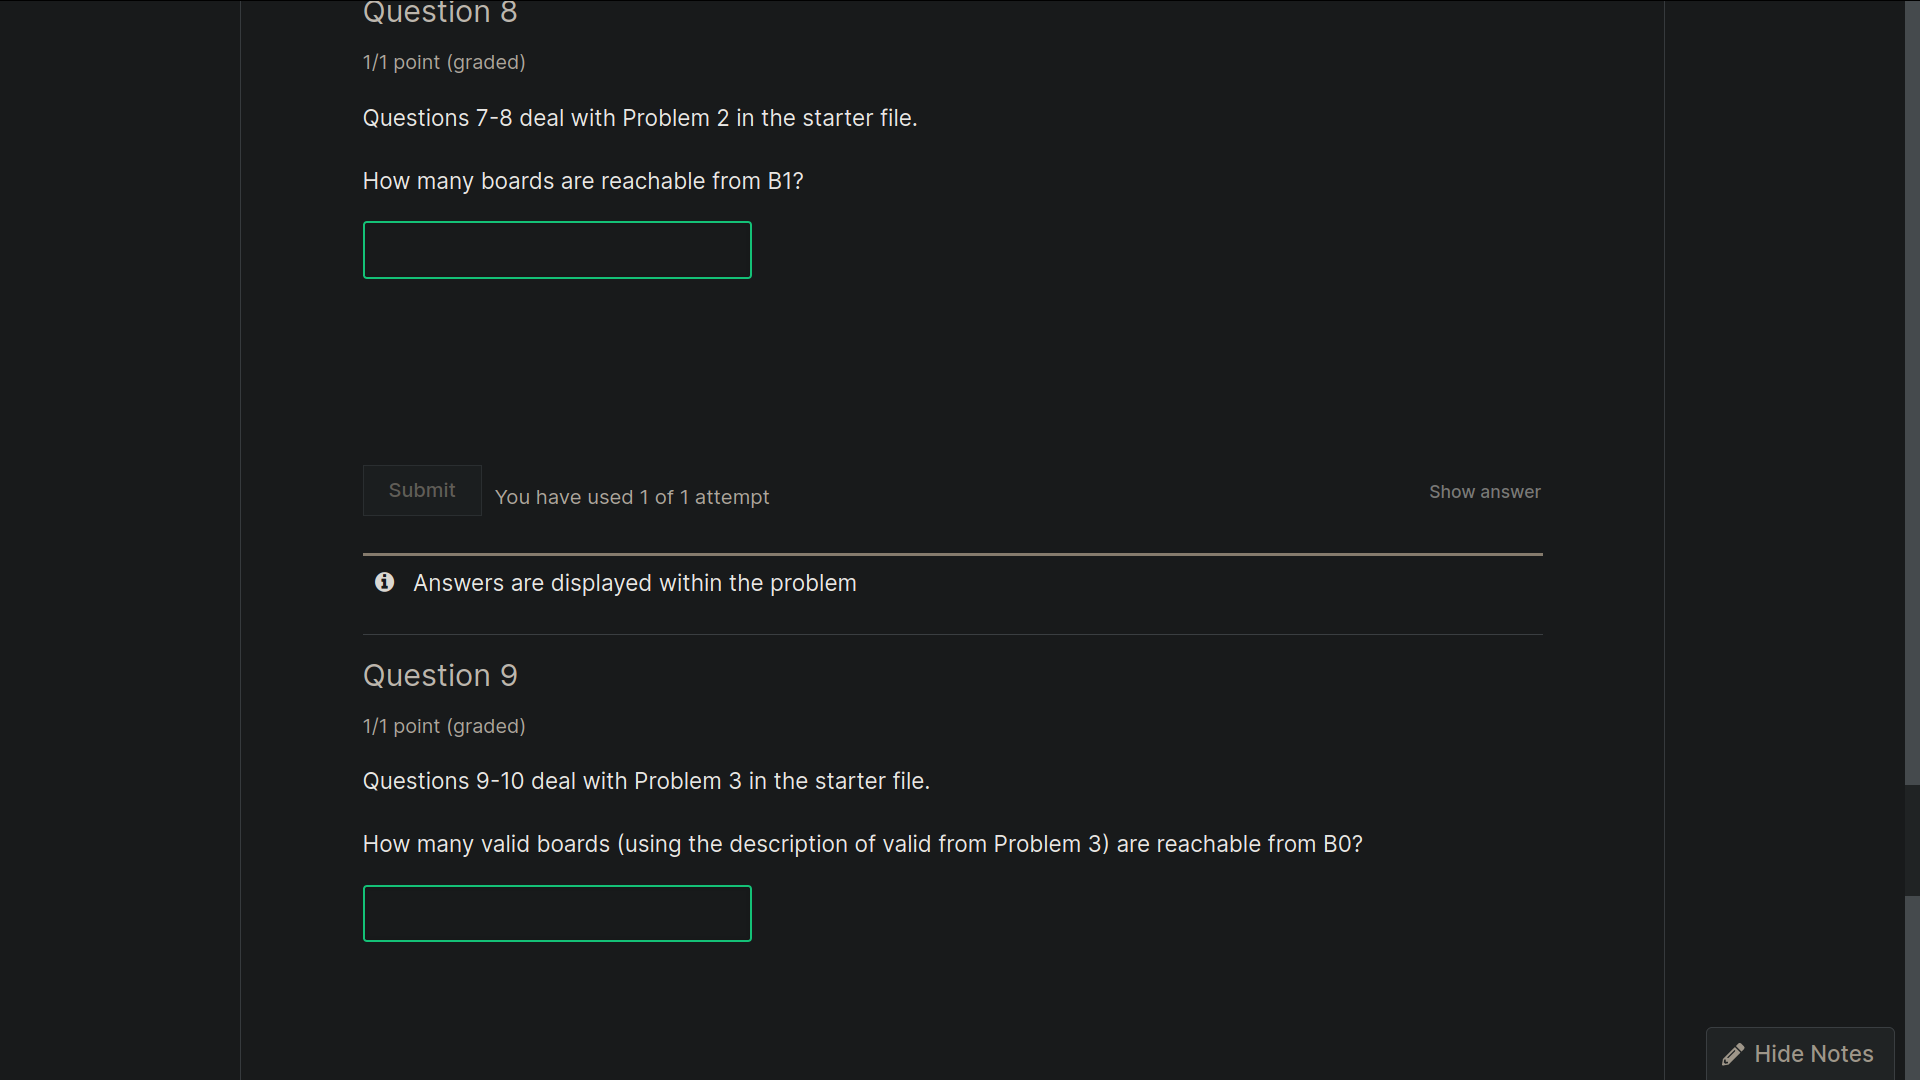 Question 8
1/1 point (graded)
Questions 7-8 deal with Problem 2 in the starter file.
How many boards are reachable from B1?
Submit
You have used 1 of 1 attempt
Show answer
Answers are displayed within the problem
Question 9
1/1 point (graded)
Questions 9-10 deal with Problem 3 in the starter file.
How many valid boards (using the description of valid from Problem 3) are reachable from B0?
Hide Notes